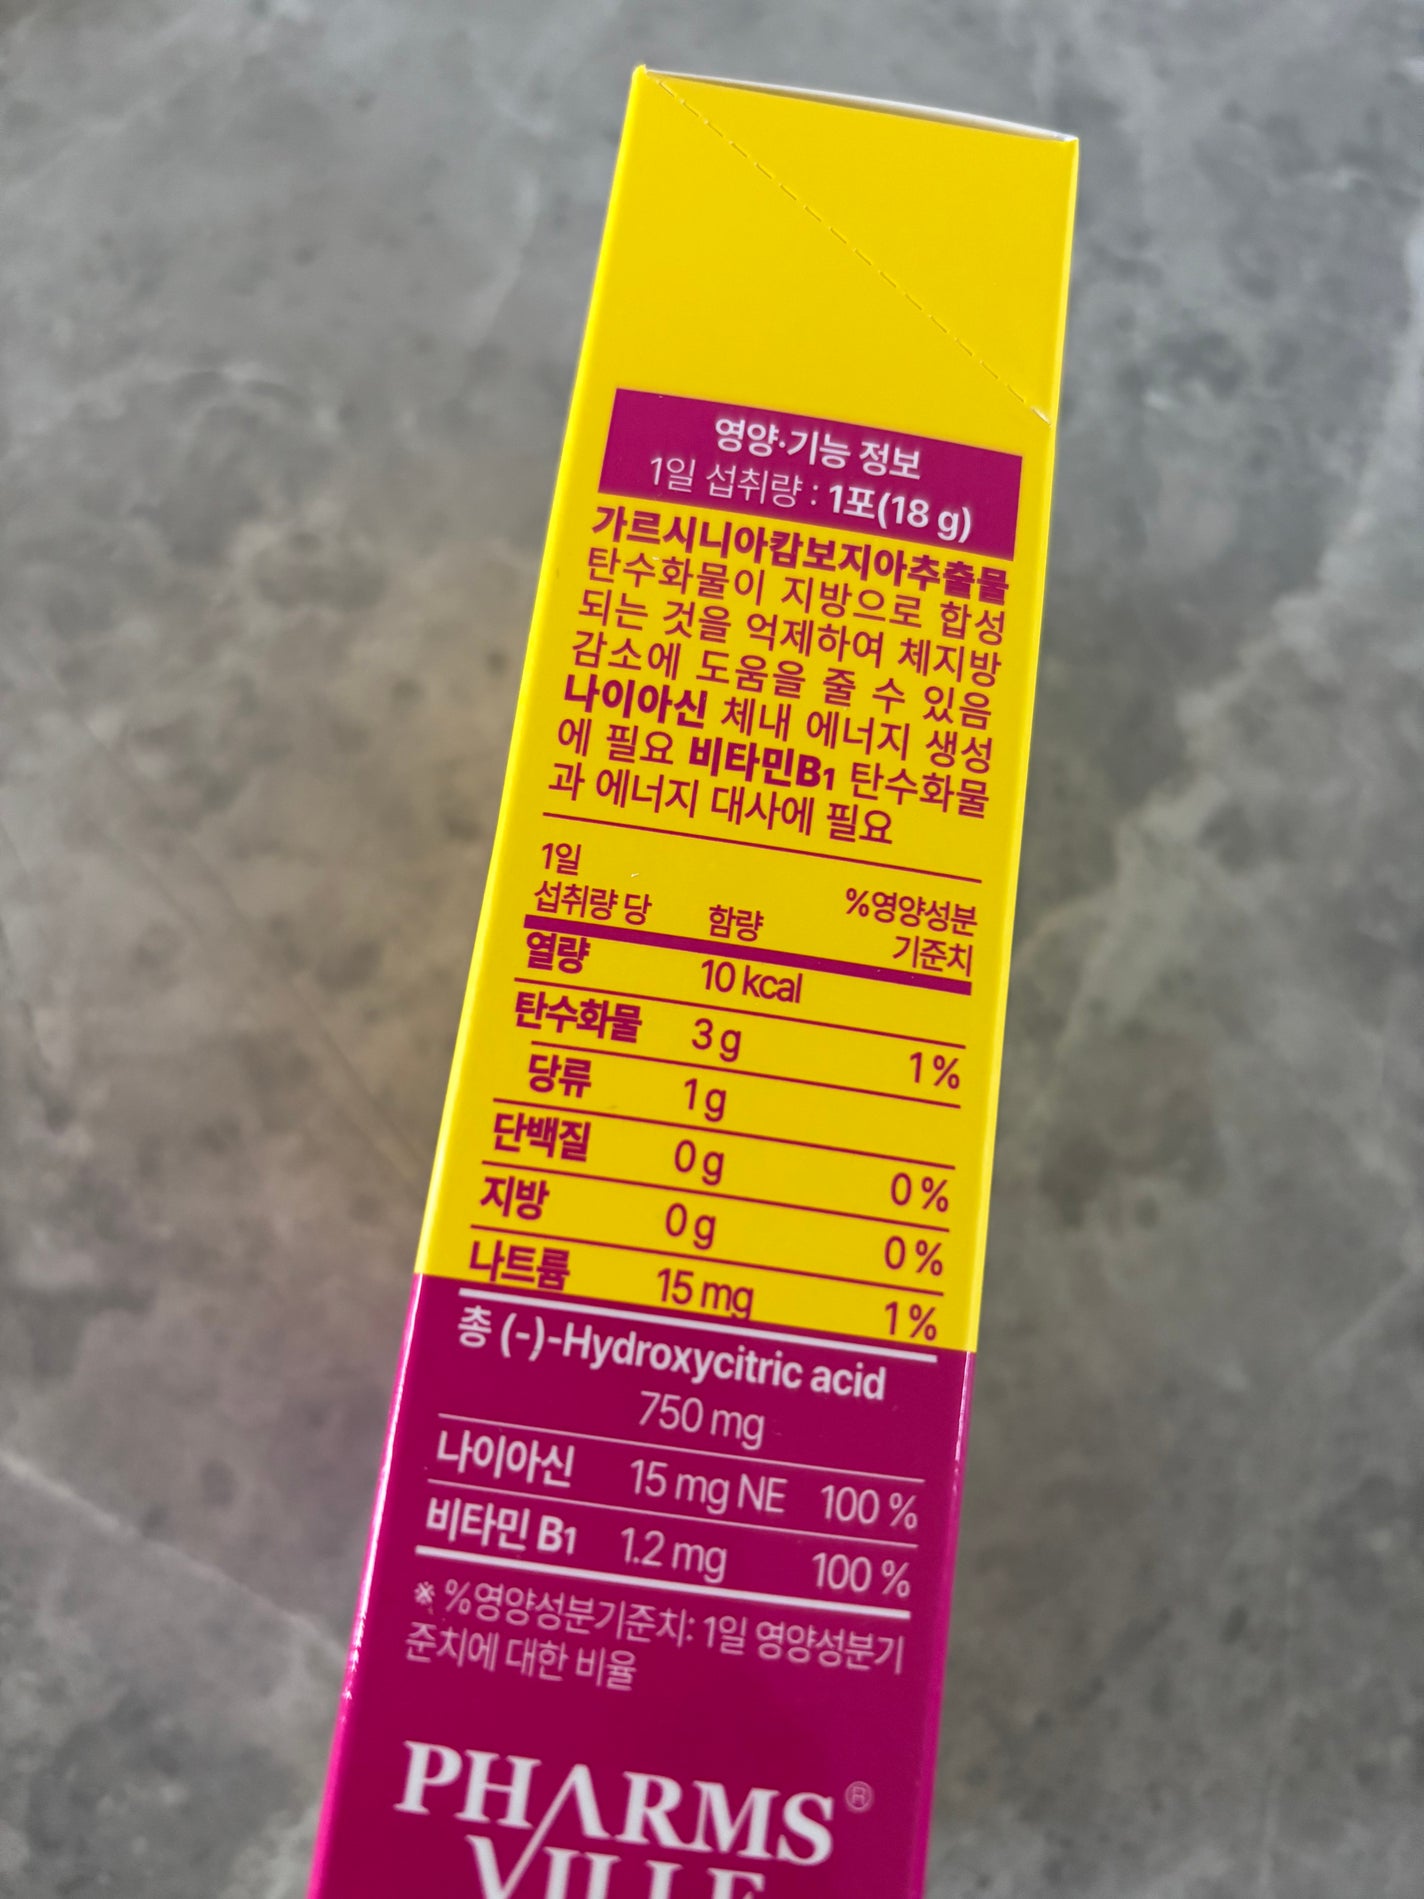 영양·기능 정보
1일 섭취량 : 1포(18 g)
가르시니아캄보지아추출물
탄수화물이 지방으로 합성
되는 것을 억제하여 체지방
감소에 도움을 줄 수 있음
나이아신 체내 에너지 생성
에 필요 비타민B1 탄수화물
과 에너지 대사에 필요
1일
섭취량 당 함량 %영양성분
기준치
열량 10 kcal
탄수화물 3 g 1 %
당류 1 g
단백질 0 g 0 %
지방 0 g 0 %
나트륨 15 mg 1 %
총 (-)-Hydroxycitric acid
750 mg
나이아신 15 mg NE 100 %
비타민 B1 1.2 mg 100 %
※ %영양성분기준치: 1일 영양성분기
준치에 대한 비율
PHARMS®
VILLE